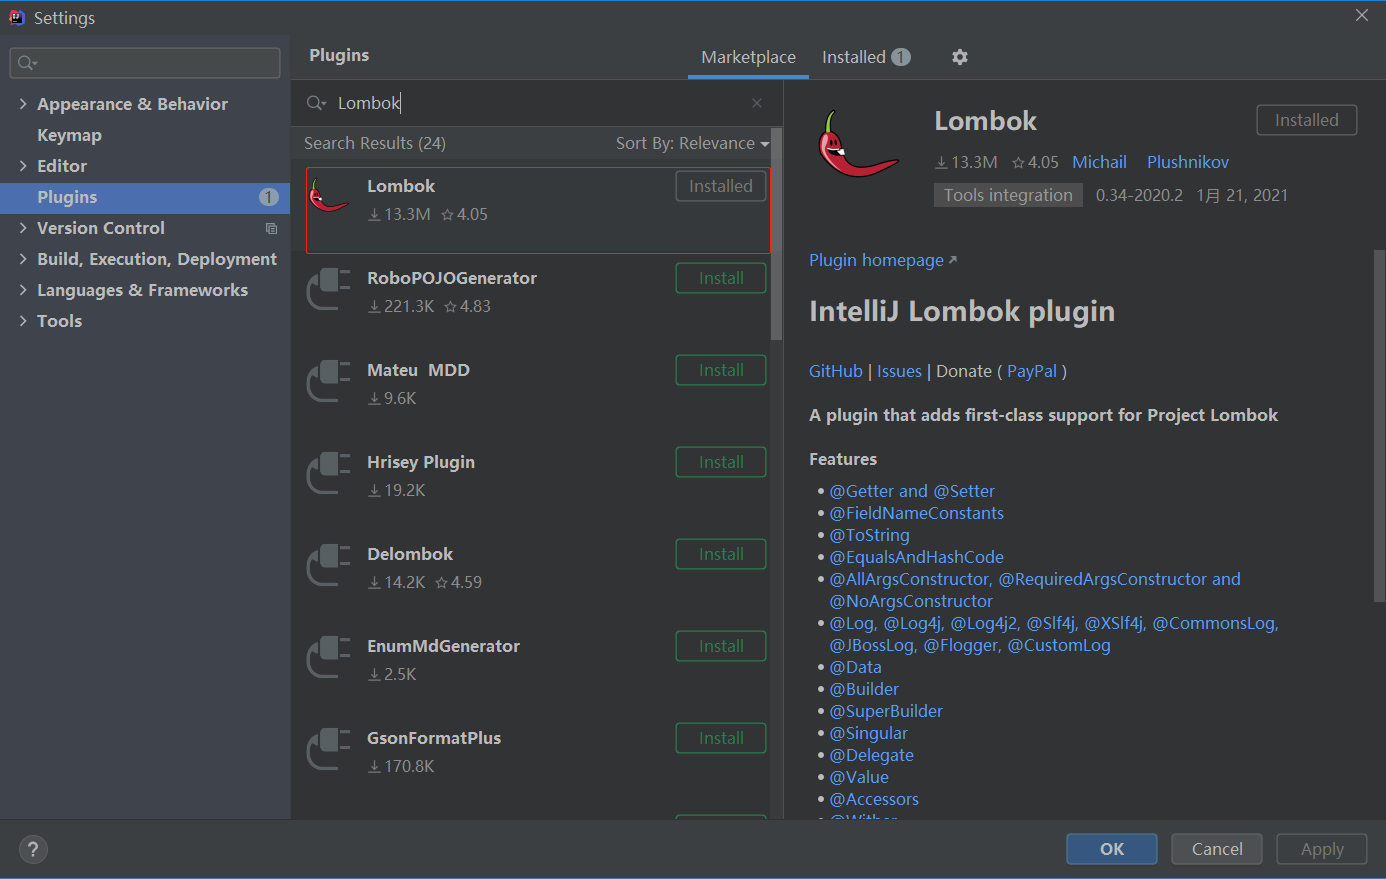 Settings
Appearance & Behavior
Keymap
Editor
Plugins 1
Version Control
Build, Execution, Deployment
Languages & Frameworks
Tools
Plugins
Marketplace
Installed 1
Lombok
Search Results (24)
Sort By: Relevance
Lombok
Installed
13.3M 4.05
RoboPOJOGenerator
Install
221.3K 4.83
Mateu MDD
Install
9.6K
Hrisey Plugin
Install
19.2K
Delombok
Install
14.2K 4.59
EnumMdGenerator
Install
2.5K
GsonFormatPlus
Install
170.8K
Lombok
Installed
13.3M 4.05 Michail Plushnikov
Tools integration 0.34-2020.2 1月 21, 2021
Plugin homepage
IntelliJ Lombok plugin
GitHub | Issues | Donate ( PayPal )
A plugin that adds first-class support for Project Lombok
Features
@Getter and @Setter
@FieldNameConstants
@ToString
@EqualsAndHashCode
@AllArgsConstructor, @RequiredArgsConstructor and
@NoArgsConstructor
@Log, @Log4j, @Log4j2, @Slf4j, @XSlf4j, @CommonsLog,
@JBossLog, @Flogger, @CustomLog
@Data
@Builder
@SuperBuilder
@Singular
@Delegate
@Value
@Accessors
?
OK
Cancel
Apply